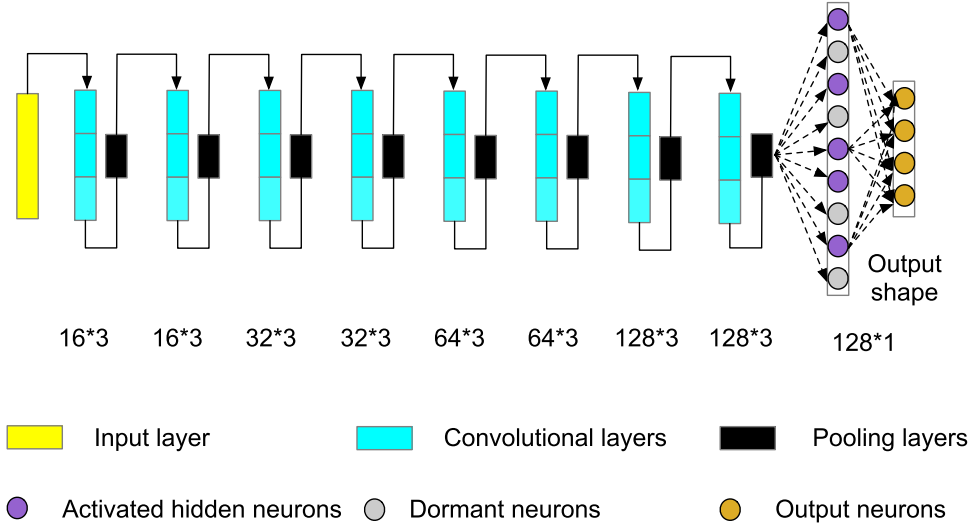 Output
shape
16*3 16*3 32*3 32*3 64*3 64*3 128*3 128*3 128*1
Input layer Convolutional layers Pooling layers
Activated hidden neurons Dormant neurons Output neurons